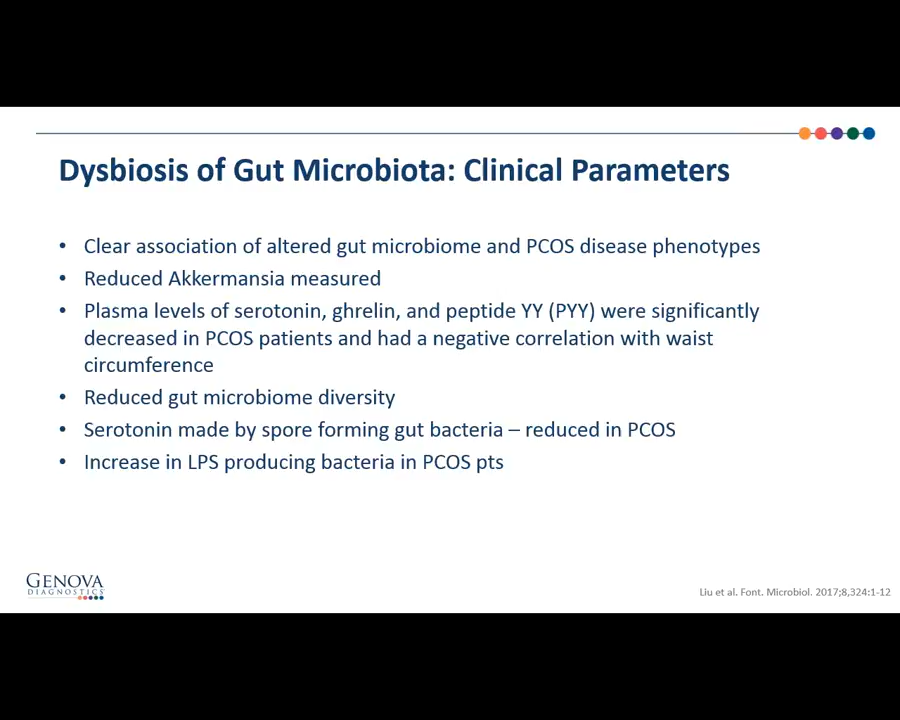 Dysbiosis of Gut Microbiota: Clinical Parameters
• Clear association of altered gut microbiome and PCOS disease phenotypes
• Reduced Akkermansia measured
• Plasma levels of serotonin, ghrelin, and peptide YY (PYY) were significantly
decreased in PCOS patients and had a negative correlation with waist
circumference
• Reduced gut microbiome diversity
• Serotonin made by spore forming gut bacteria – reduced in PCOS
• Increase in LPS producing bacteria in PCOS pts
GENOVA
DIAGNOSTICS
Liu et al. Font. Microbiol. 2017;8,324:1-12